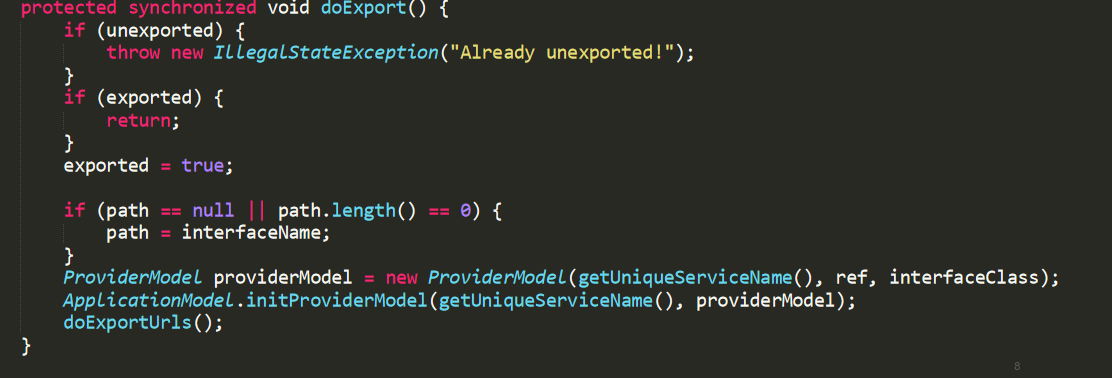 protected synchronized void doExport() {
    if (unexported) {
        throw new IllegalStateException("Already unexported!");
    }
    if (exported) {
        return;
    }
    exported = true;
    if (path == null || path.length() == 0) {
        path = interfaceName;
    }
    ProviderModel providerModel = new ProviderModel(getUniqueServiceName(), ref, interfaceClass);
    ApplicationModel.initProviderModel(getUniqueServiceName(), providerModel);
    doExportUrls();
}
8